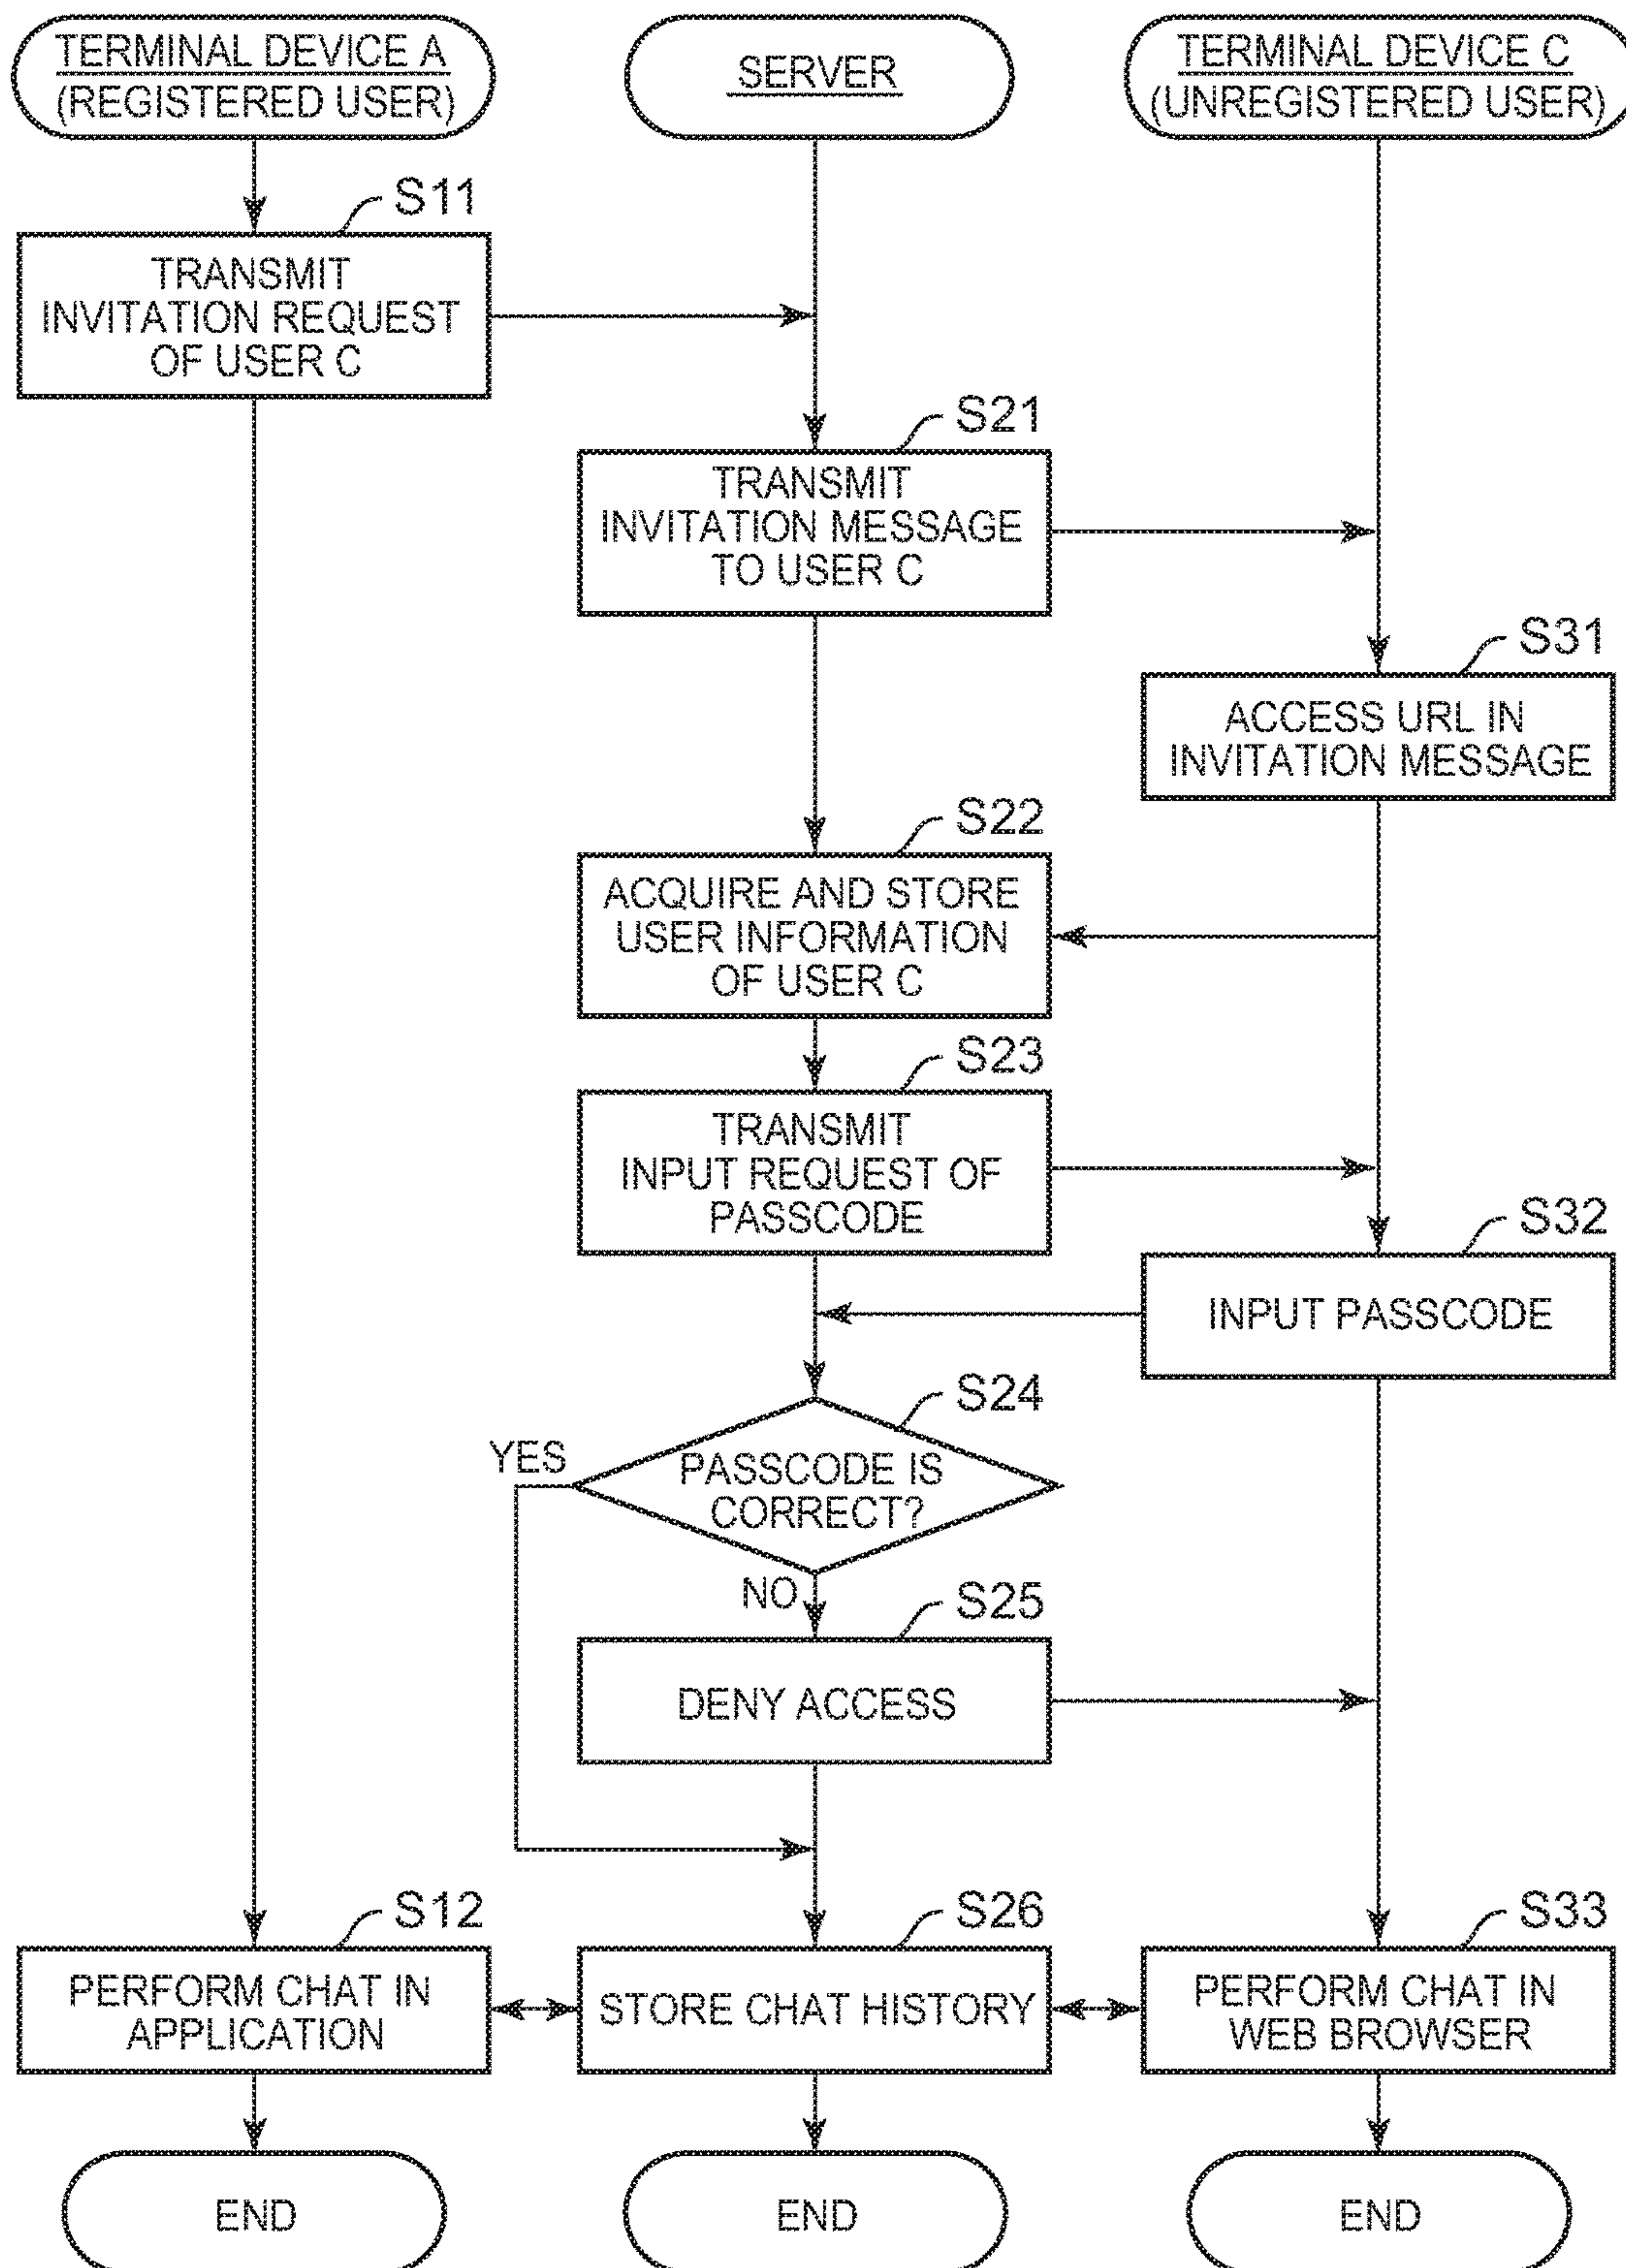 TERMINAL DEVICE A
(REGISTERED USER)
SERVER
TERMINAL DEVICE C
(UNREGISTERED USER)
S11
TRANSMIT
INVITATION REQUEST
OF USER C
S21
TRANSMIT
INVITATION MESSAGE
TO USER C
S31
ACCESS URL IN
INVITATION MESSAGE
S22
ACQUIRE AND STORE
USER INFORMATION
OF USER C
S23
TRANSMIT
INPUT REQUEST OF
PASSCODE
S32
INPUT PASSCODE
S24
YES
PASSCODE IS
CORRECT?
NO
S25
DENY ACCESS
S12
PERFORM CHAT IN
APPLICATION
S26
STORE CHAT HISTORY
S33
PERFORM CHAT IN
WEB BROWSER
END
END
END